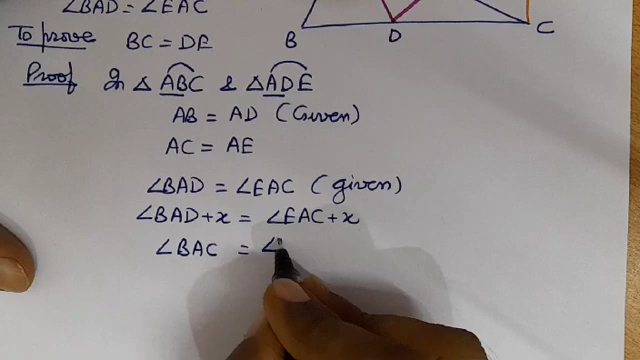 ∠BAD = ∠EAC
To prove BC = DE
B D C
Proof In △ ABC & △ADE
AB = AD (Given)
AC = AE
∠BAD = ∠EAC (given)
∠BAD + x = ∠EAC + x
∠BAC = ∠